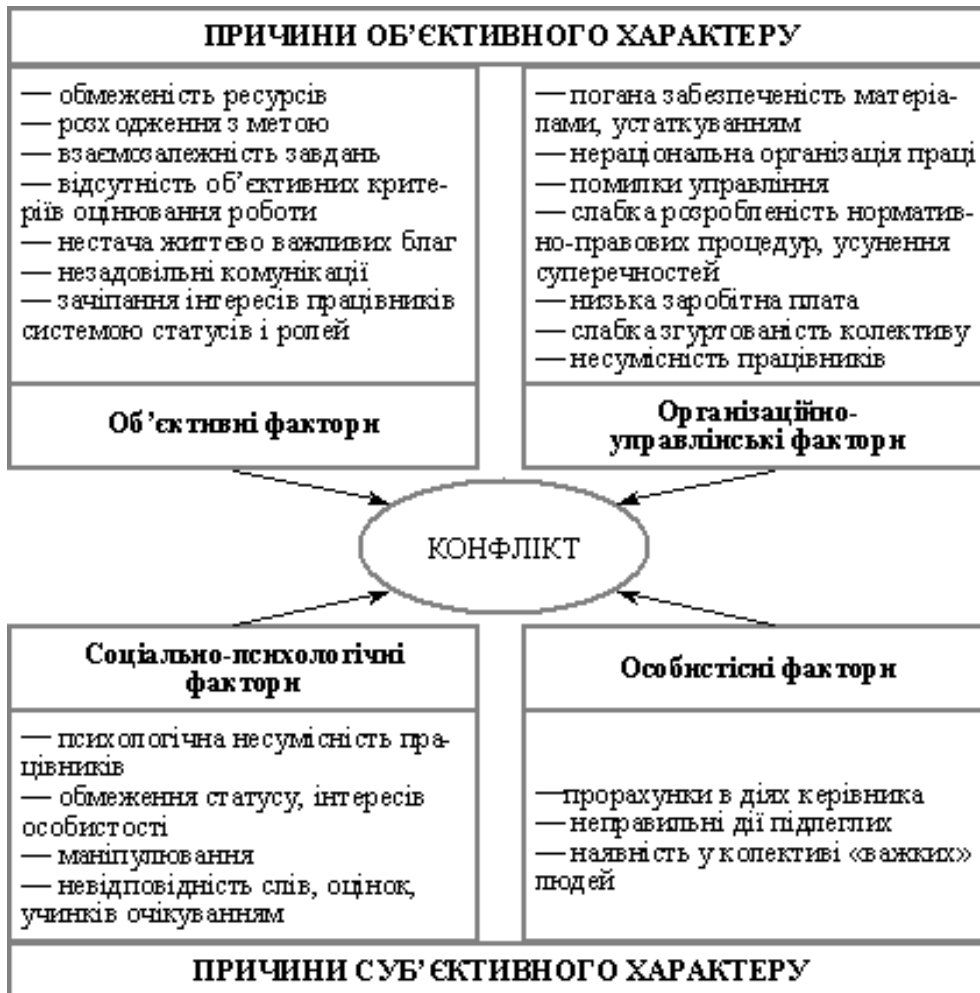 ПРИЧИНИ ОБ’ЄКТИВНОГО ХАРАКТЕРУ
— обмеженість ресурсів
— розходження з метою
— взаємозалежність завдань
— відсутність об’єктивних крите-
ріїв оцінювання роботи
— нестача життєво важливих благ
— незадовільні комунікації
— зачіпання інтересів працівників
системою статусів і ролей
Об’єктивні фактори
— погана забезпеченість матеріа-
лами, устаткуванням
— нераціональна організація праці
— помилки управління
— слабка розробленість норматив-
но-правових процедур, усунення
суперечностей
— низька заробітна плата
— слабка згуртованість колективу
— несумісність працівників
Організаційно-
управлінські фактори
КОНФЛІКТ
Соціально-психологічні
фактори
— психологічна несумісність пра-
цівників
— обмеження статусу, інтересів
особистості
— маніпулювання
— невідповідність слів, оцінок,
учинків очікуванням
Особистісні фактори
—прорахунки в діях керівника
— неправильні дії підлеглих
— наявність у колективі «важких»
людей
ПРИЧИНИ СУБ’ЄКТИВНОГО ХАРАКТЕРУ